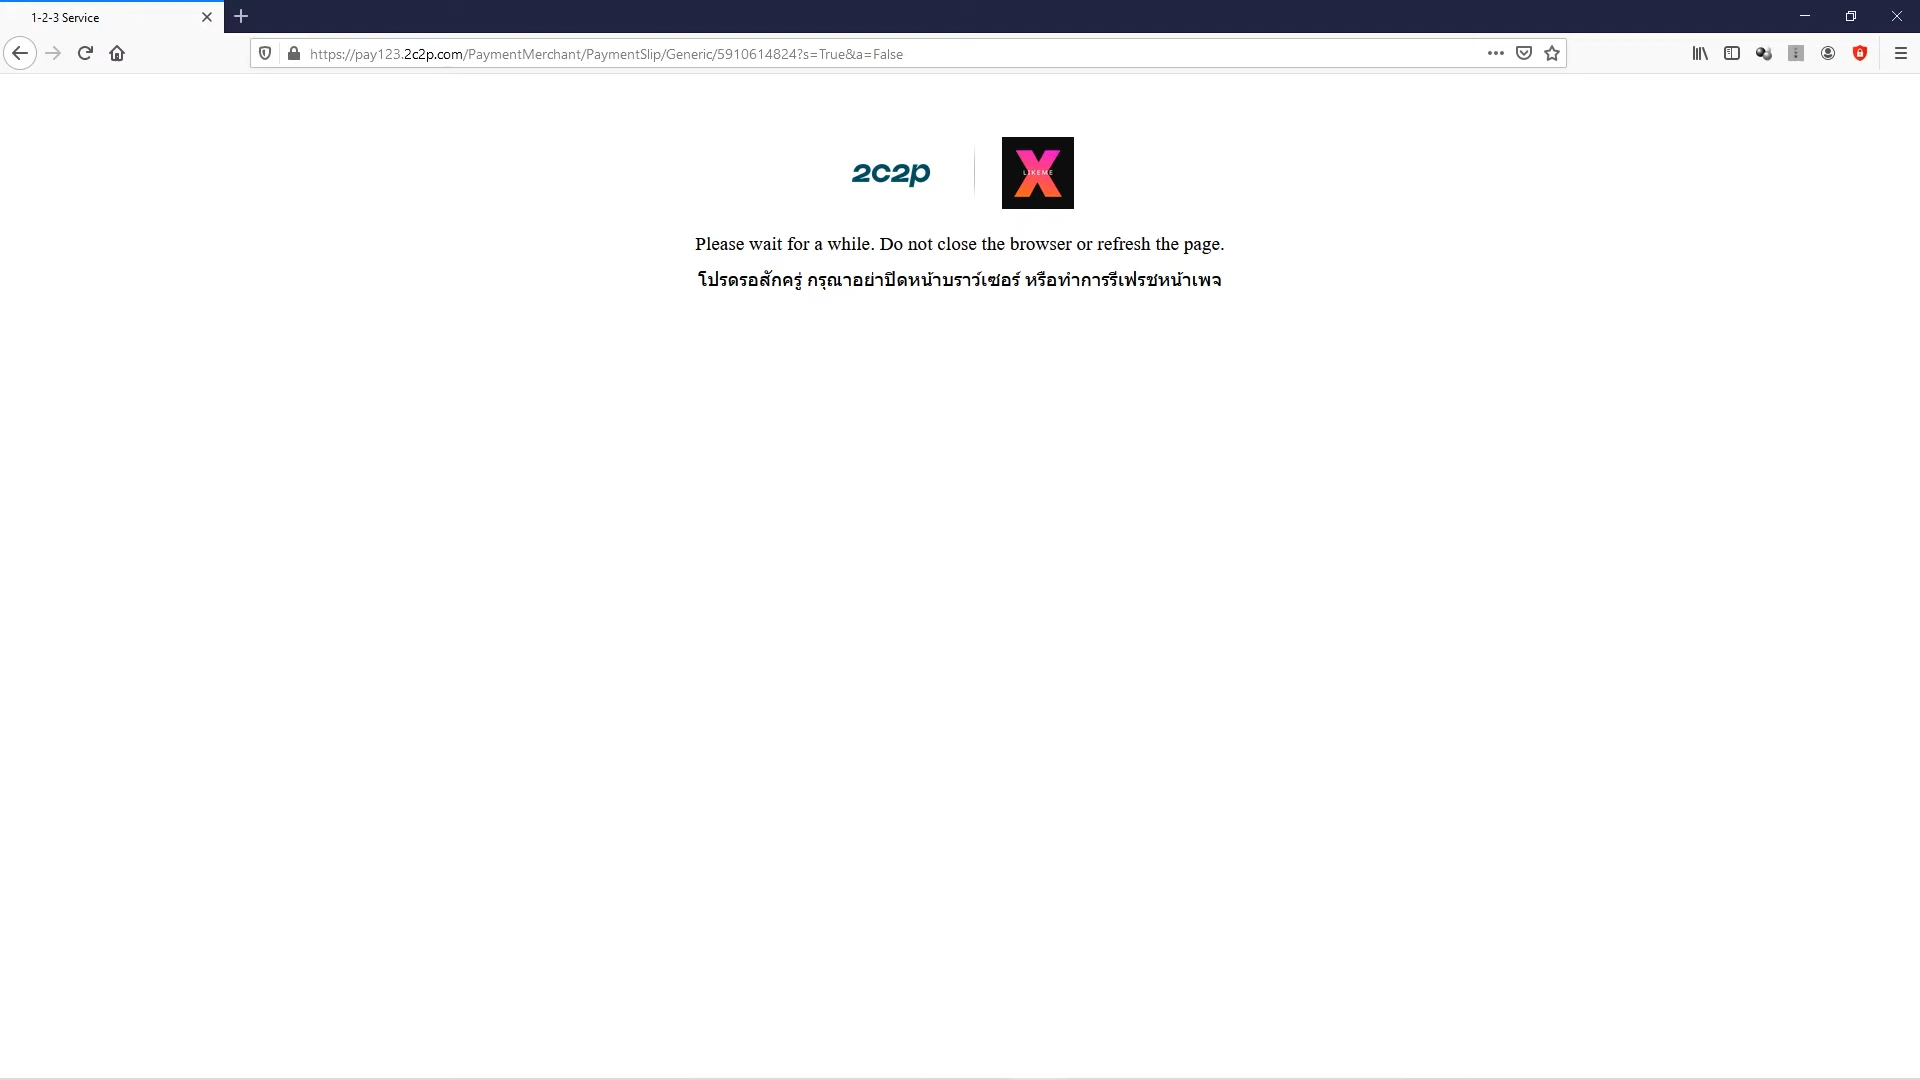 1-2-3 Service
https://pay123.2c2p.com/PaymentMerchant/PaymentSlip/Generic/5910614824?s=True&a=False
2c2p
X
LIKEME
Please wait for a while. Do not close the browser or refresh the page.
โปรดรอสักครู่ กรุณาอย่าปิดหน้าบราว์เซอร์ หรือทำการรีเฟรชหน้าเพจ